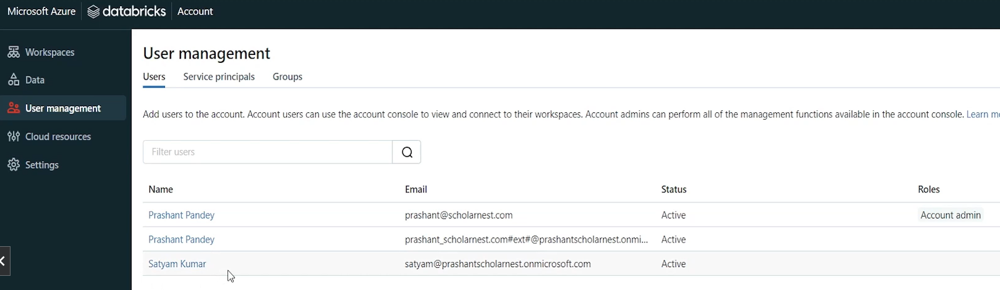 Microsoft Azure databricks Account
Workspaces
Data
User management
Cloud resources
Settings
User management
Users Service principals Groups
Add users to the account. Account users can use the account console to view and connect to their workspaces. Account admins can perform all of the management functions available in the account console. Learn
Filter users
Name Email Status Roles
Prashant Pandey prashant@scholarnest.com Active Account admin
Prashant Pandey prashant_scholarnest.com#ext#@prashantscholarnest.onmi... Active
Satyam Kumar satyam@prashantscholarnest.onmicrosoft.com Active